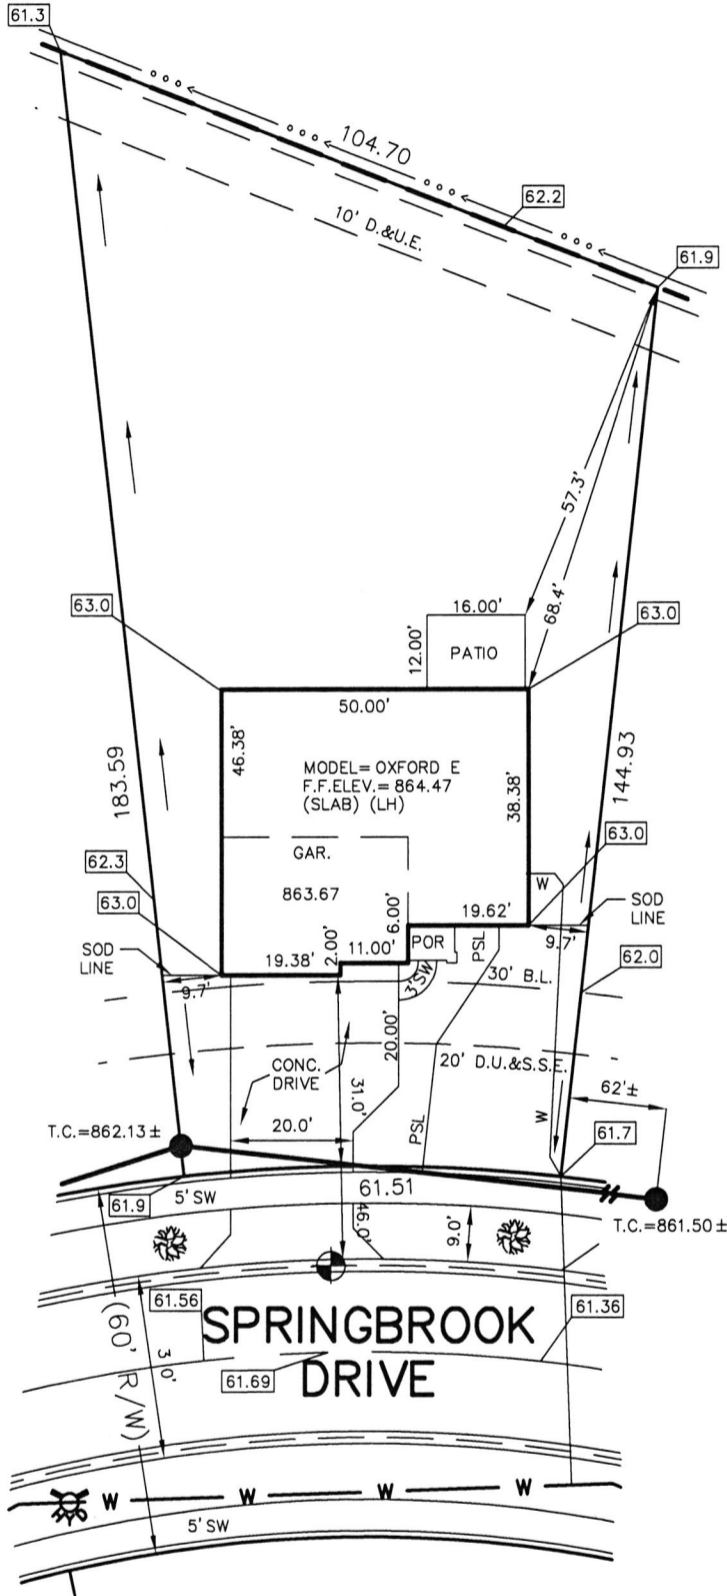 61.3
104.70
62.2
10' D.&U.E.
61.9
57.3'
68.4'
63.0
16.00'
12.00'
PATIO
63.0
50.00'
46.38'
MODEL= OXFORD E
F.F.ELEV.= 864.47
(SLAB) (LH)
38.38'
183.59
144.93
GAR.
863.67
62.3
63.0
63.0
W
SOD
LINE
6.00'
19.62'
9.7'
2.00'
11.00'
19.38'
POR
PSL
SOD
LINE
9.7'
3'SW
30' B.L.
62.0
20.00'
20' D.U.&S.S.E.
CONC.
DRIVE
31.0'
62'±
20.0'
PSL
W
T.C.=862.13±
61.7
61.9
5' SW
61.51
T.C.=861.50±
46.0'
9.0'
61.56
61.36
SPRINGBROOK
DRIVE
(60' R/W)
61.69
W W W W
5' SW